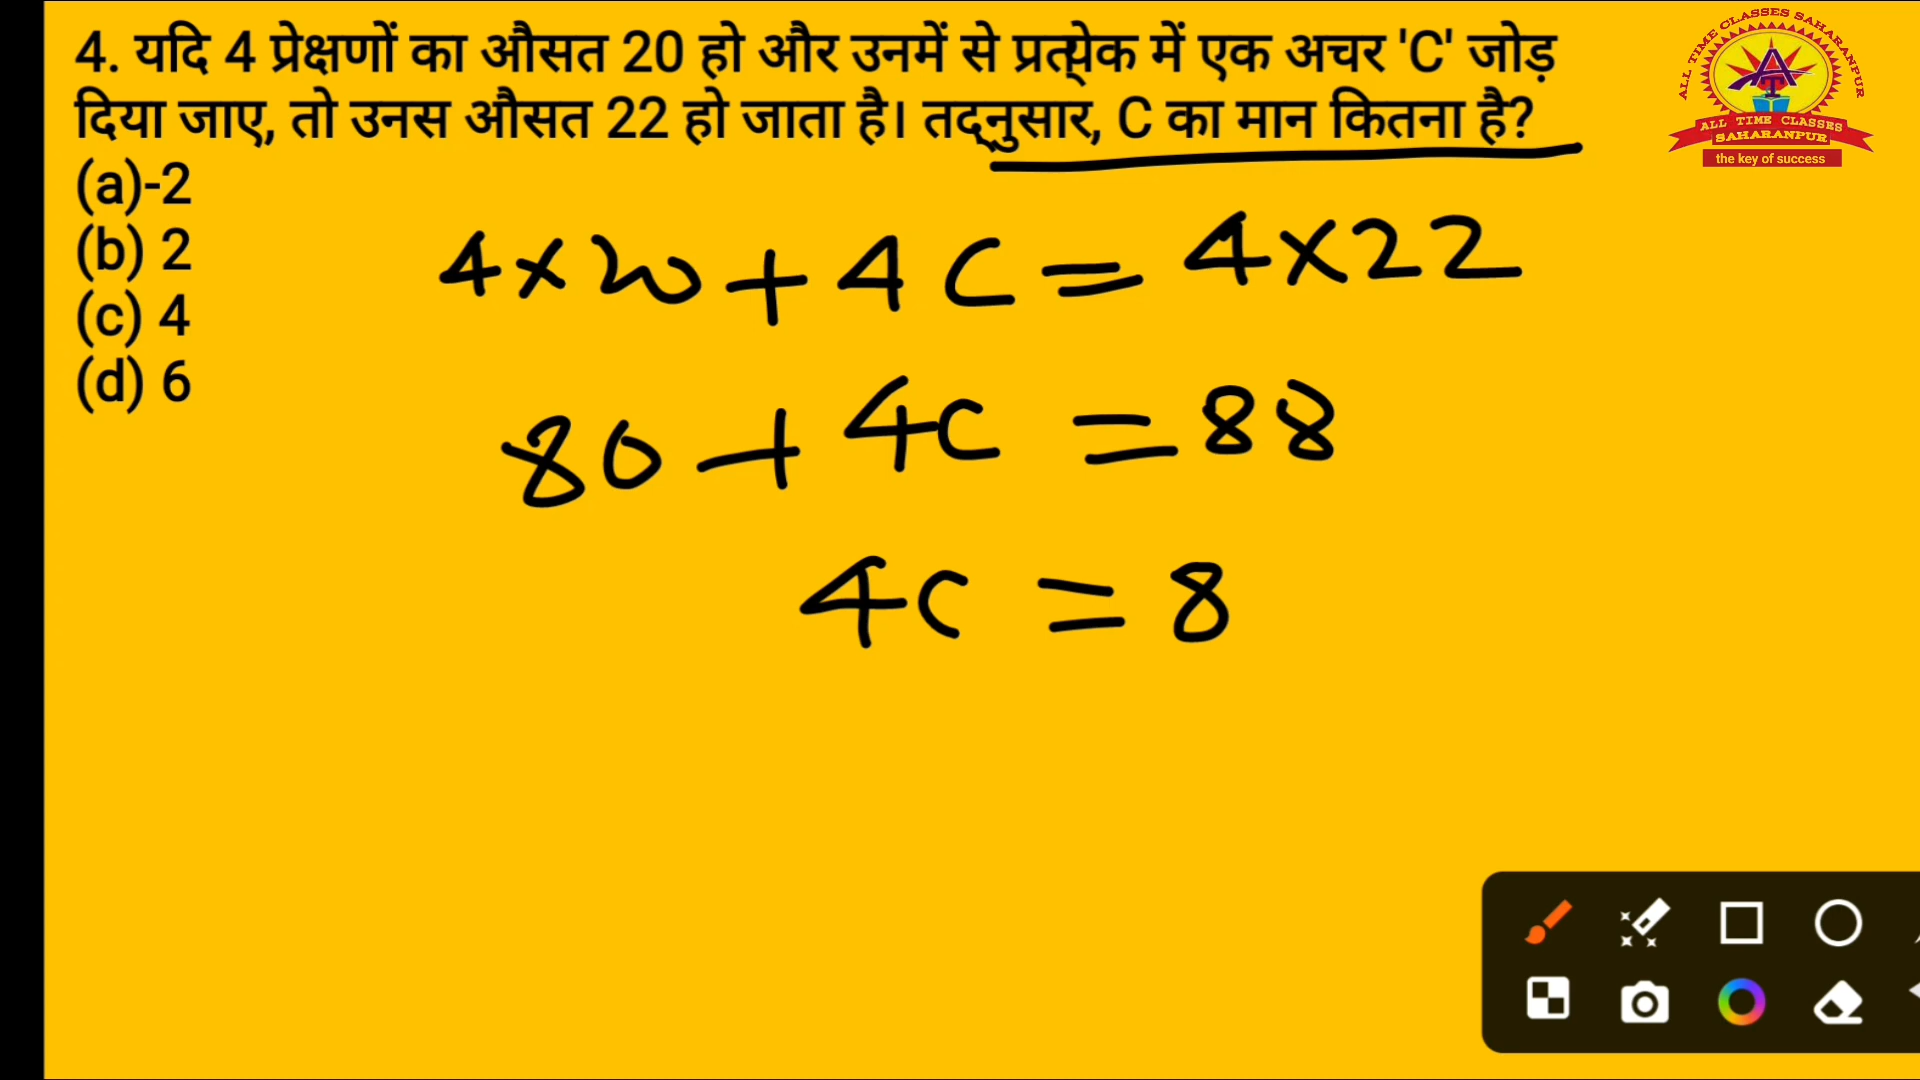 4. यदि 4 प्रेक्षणों का औसत 20 हो और उनमें से प्रत्येक में एक अचर 'C' जोड़
दिया जाए, तो उनस औसत 22 हो जाता है। तद्नुसार, C का मान कितना है?
(a)-2
(b) 2
(c) 4
(d) 6
4×20+4C=4×22
80+4C=88
4C=8
ALL TIME CLASSES SAHARANPUR
A
ALL TIME CLASSES
SAHARANPUR
the key of success